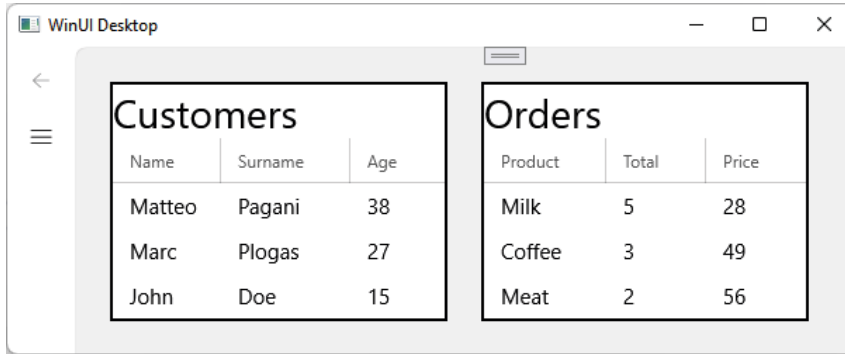 WinUI Desktop
Customers
Name Surname Age
Matteo Pagani 38
Marc Plogas 27
John Doe 15
Orders
Product Total Price
Milk 5 28
Coffee 3 49
Meat 2 56